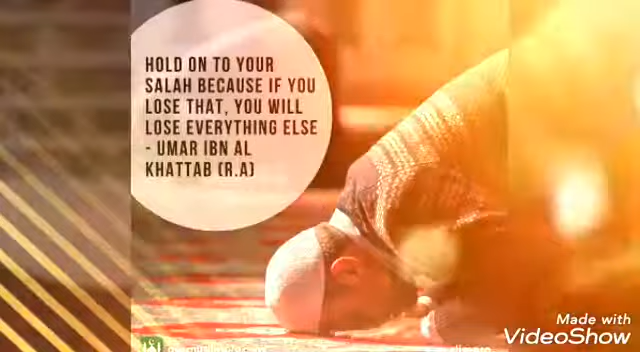 HOLD ON TO YOUR
SALAH BECAUSE IF YOU
LOSE THAT, YOU WILL
LOSE EVERYTHING ELSE
- UMAR IBN AL
KHATTAB (R.A)
Made with
VideoShow